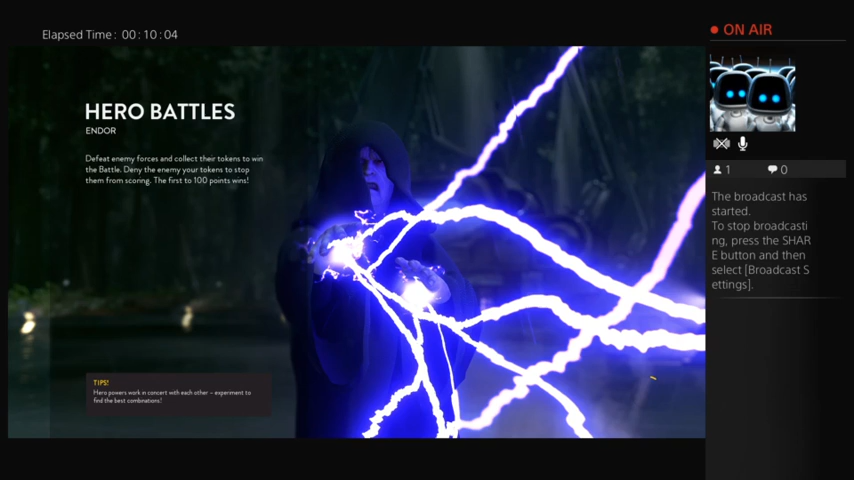 Elapsed Time: 00:10:04
ON AIR
HERO BATTLES
ENDOR
Defeat enemy forces and collect their tokens to win
the Battle. Deny the enemy your tokens to stop
them from scoring. The first to 100 points wins!
1
0
The broadcast has
started.
To stop broadcasti
ng, press the SHAR
E button and then
select [Broadcast S
ettings].
TIPS!
Hero powers work in concert with each other – experiment to
find the best combinations!